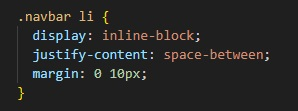 .navbar li {
  display: inline-block;
  justify-content: space-between;
  margin: 0 10px;
}